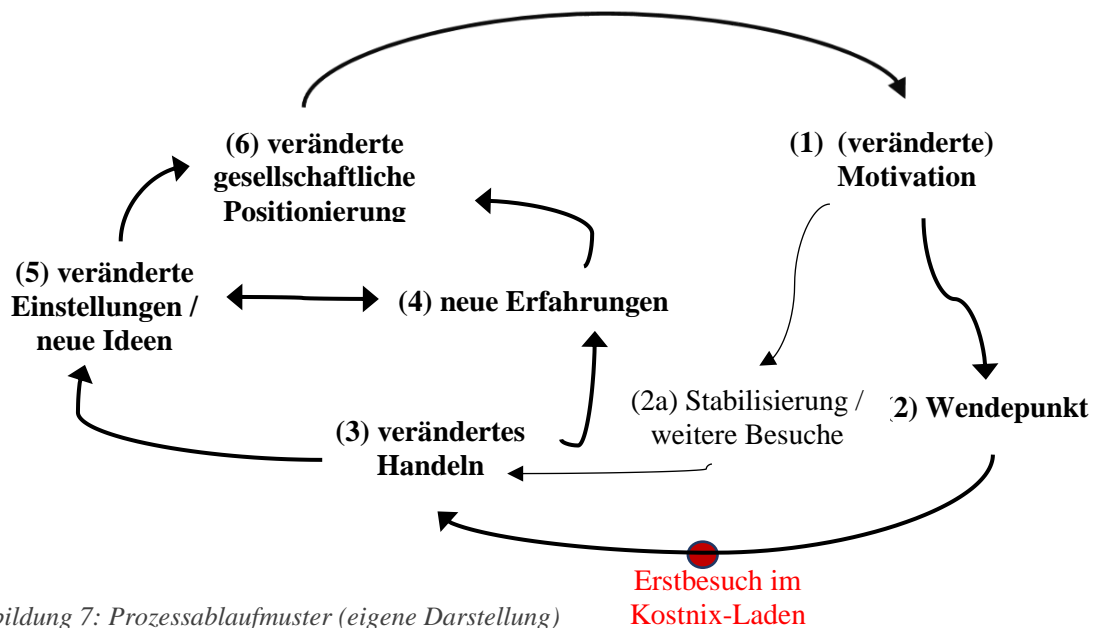 (6) veränderte
gesellschaftliche
Positionierung
(1) (veränderte)
Motivation
(5) veränderte
Einstellungen /
neue Ideen
(4) neue Erfahrungen
(2a) Stabilisierung /
weitere Besuche
2) Wendepunkt
(3) verändertes
Handeln
Erstbesuch im
Kostnix-Laden
bildung 7: Prozessablaufmuster (eigene Darstellung)